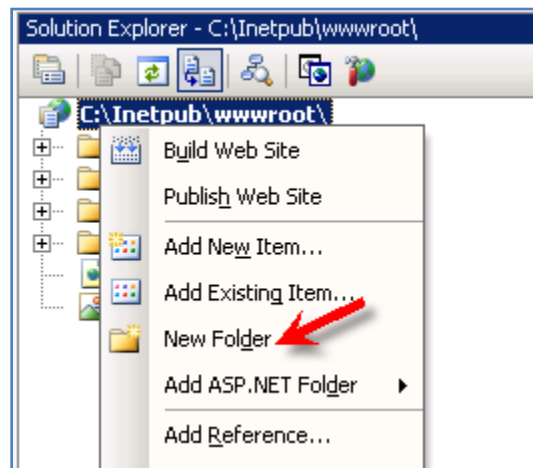 Solution Explorer - C:\Inetpub\wwwroot\
C:\Inetpub\wwwroot\
Build Web Site
Publish Web Site
Add New Item...
Add Existing Item...
New Folder
Add ASP.NET Folder
Add Reference...